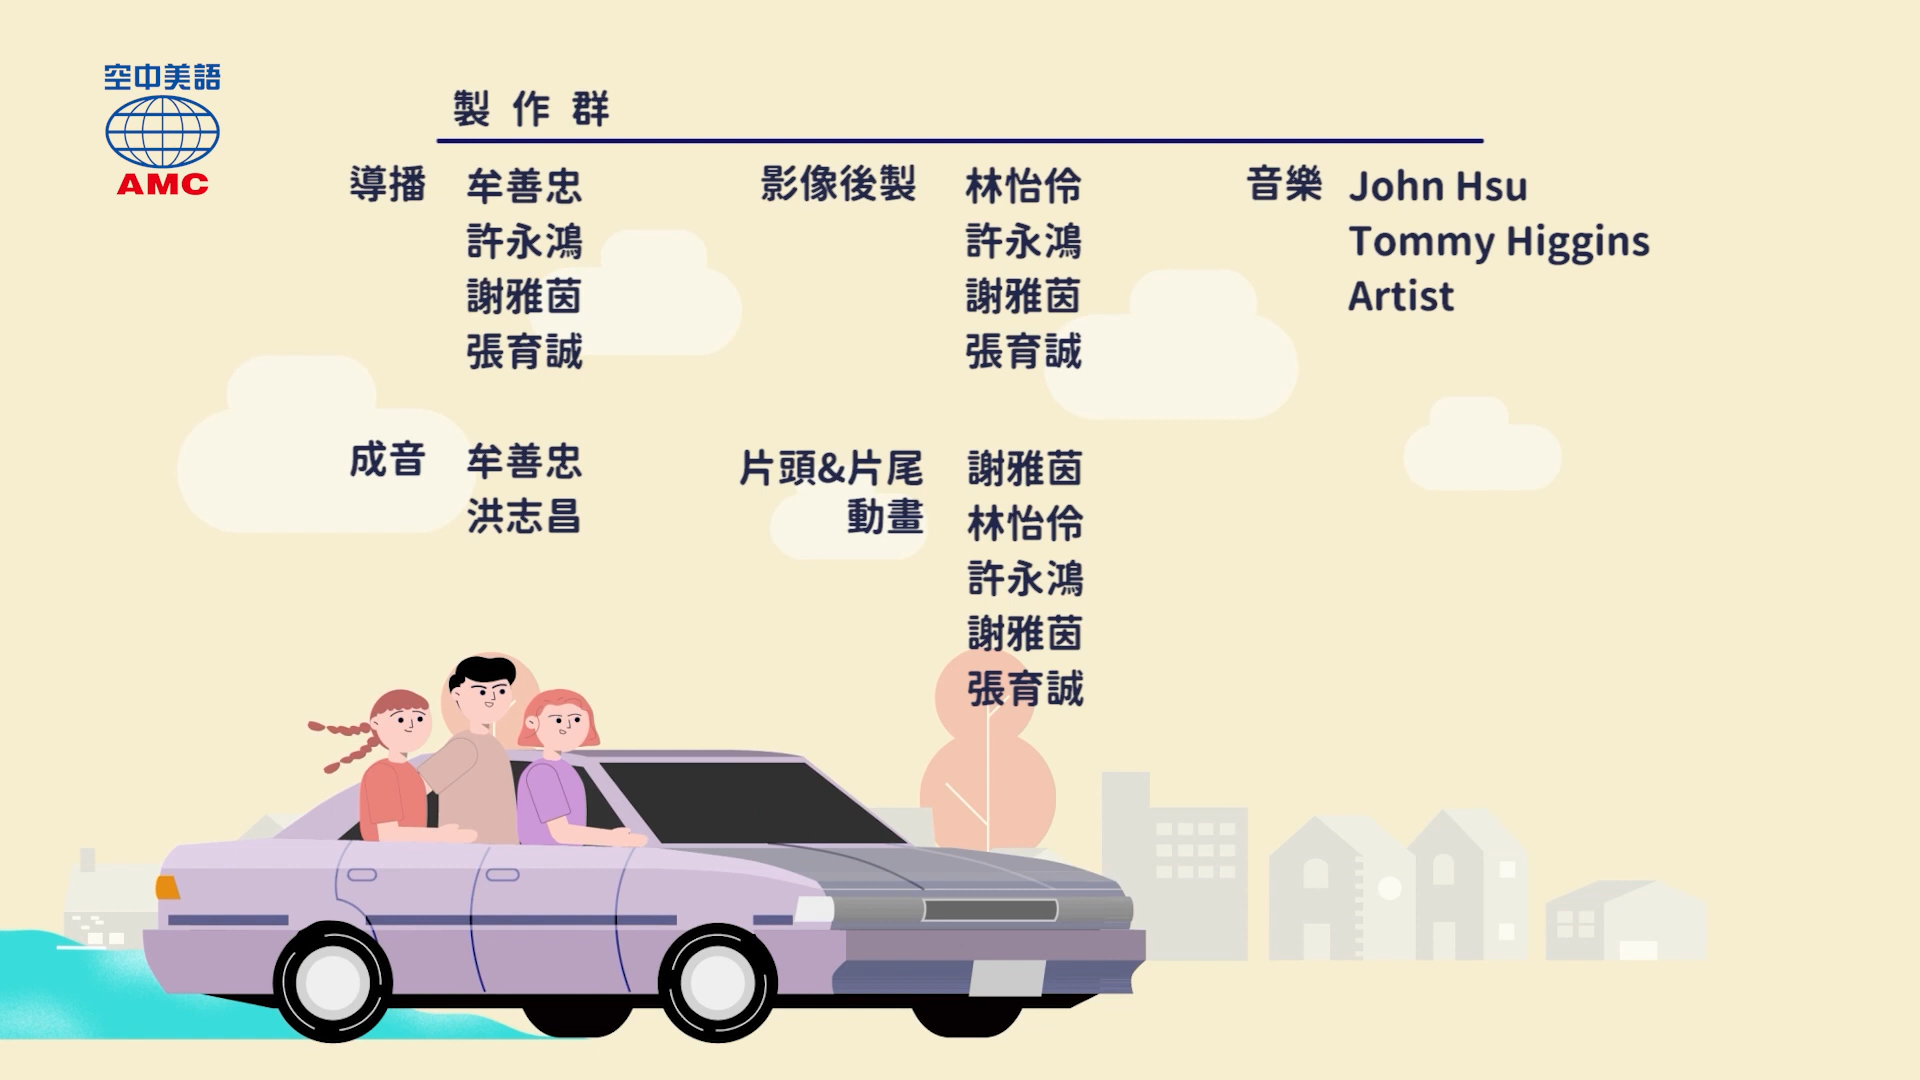 空中美語
AMC
製作群
導播
牟善忠
許永鴻
謝雅茵
張育誠
成音
牟善忠
洪志昌
影像後製
林怡伶
許永鴻
謝雅茵
張育誠
片頭&片尾
動畫
謝雅茵
林怡伶
許永鴻
謝雅茵
張育誠
音樂
John Hsu
Tommy Higgins
Artist